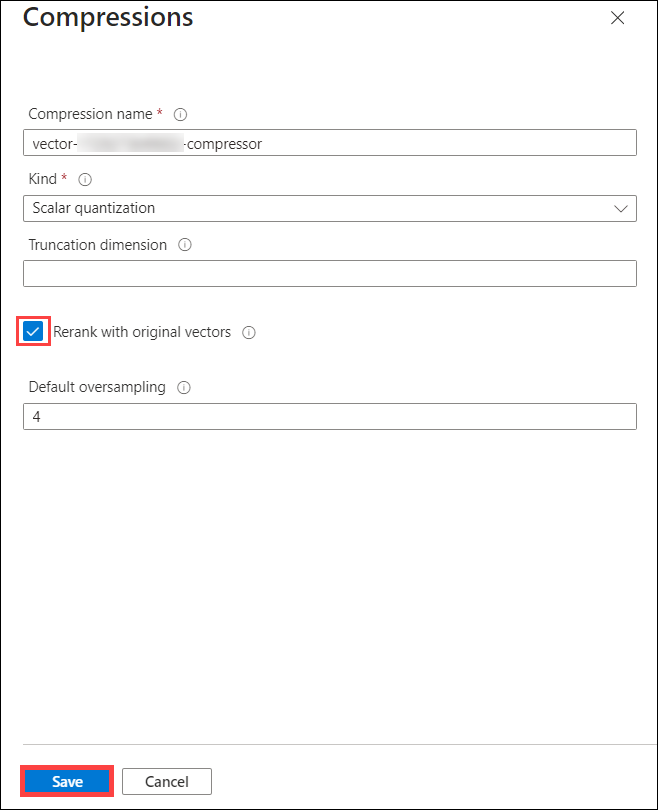 Compressions
Compression name *
vector- -compressor
Kind *
Scalar quantization
Truncation dimension
Rerank with original vectors
Default oversampling
4
Save Cancel